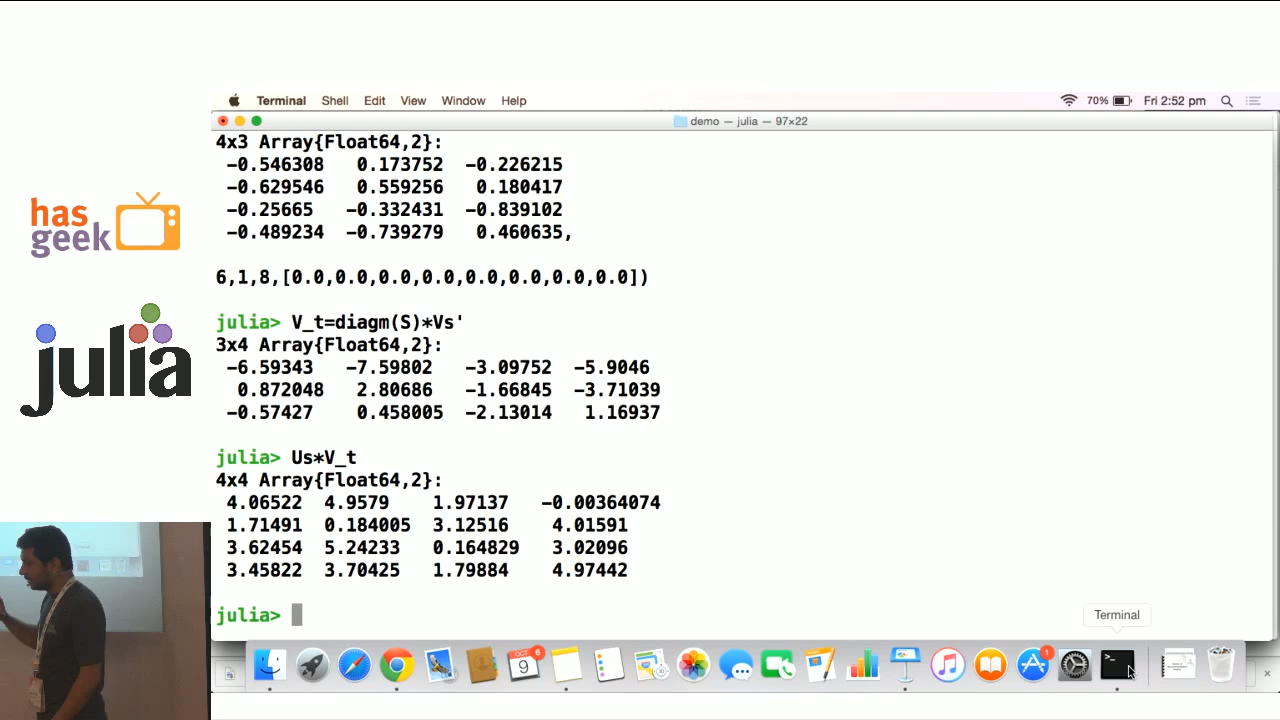 Terminal Shell Edit View Window Help 70% Fri 2:52 pm
demo — julia — 97×22
4x3 Array{Float64,2}:
-0.546308 0.173752 -0.226215
-0.629546 0.559256 0.180417
-0.25665 -0.332431 -0.839102
-0.489234 -0.739279 0.460635,
6,1,8,[0.0,0.0,0.0,0.0,0.0,0.0,0.0,0.0])
julia> V_t=diagm(S)*Vs'
3x4 Array{Float64,2}:
-6.59343 -7.59802 -3.09752 -5.9046
0.872048 2.80686 -1.66845 -3.71039
-0.57427 0.458005 -2.13014 1.16937
julia> Us*V_t
4x4 Array{Float64,2}:
4.06522 4.9579 1.97137 -0.00364074
1.71491 0.184005 3.12516 4.01591
3.62454 5.24233 0.164829 3.02096
3.45822 3.70425 1.79884 4.97442
julia>
Terminal
OCT 6
9
1
>_
has
geek
julia